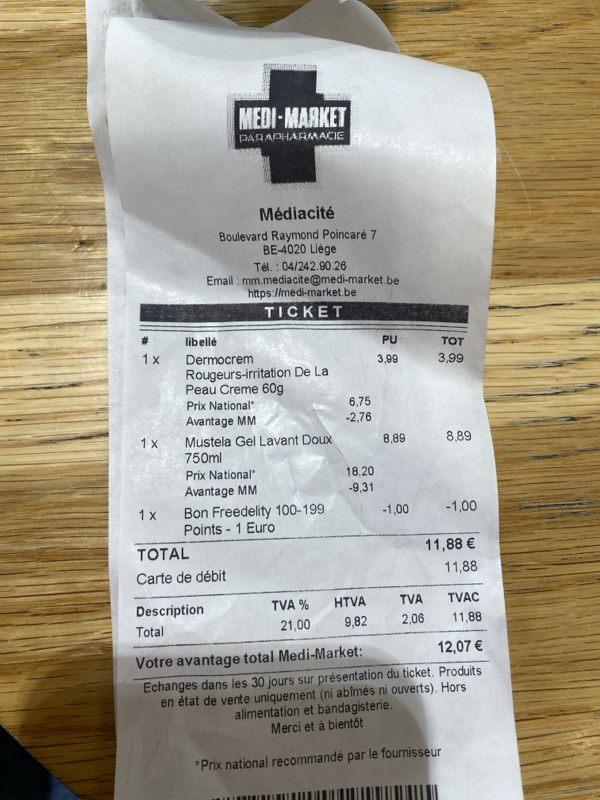 MEDI-MARKET
PARAPHARMACIE
Médiacité
Boulevard Raymond Poincaré 7
BE-4020 Liège
Tél. : 04/242.90.26
Email : mm.mediacite@medi-market.be
https://medi-market.be
TICKET
# libellé PU TOT
1 x Dermocrem 3,99 3,99
Rougeurs-irritation De La
Peau Creme 60g
Prix National* 6,75
Avantage MM -2,76
1 x Mustela Gel Lavant Doux 8,89 8,89
750ml
Prix National* 18,20
Avantage MM -9,31
1 x Bon Freedelity 100-199 -1,00 -1,00
Points - 1 Euro
TOTAL 11,88 €
Carte de débit 11,88
Description TVA % HTVA TVA TVAC
Total 21,00 9,82 2,06 11,88
Votre avantage total Medi-Market: 12,07 €
Echanges dans les 30 jours sur présentation du ticket. Produits
en état de vente uniquement (ni abîmés ni ouverts). Hors
alimentation et bandagisterie.
Merci et à bientôt
*Prix national recommandé par le fournisseur